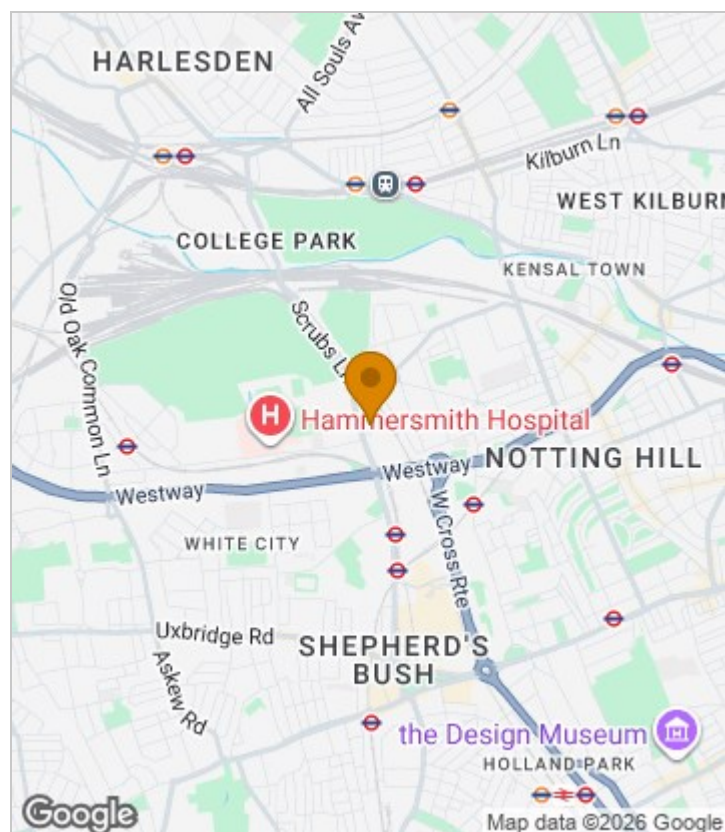 HARLESDEN
All Souls Av
Kilburn Ln
WEST KILBURN
COLLEGE PARK
KENSAL TOWN
Old Oak Common Ln
Scrubs Ln
H
Hammersmith Hospital
NOTTING HILL
Westway
Westway
W Cross Rte
WHITE CITY
Uxbridge Rd
SHEPHERD'S
BUSH
Askew Rd
the Design Museum
HOLLAND PARK
Google
Map data ©2026 Google